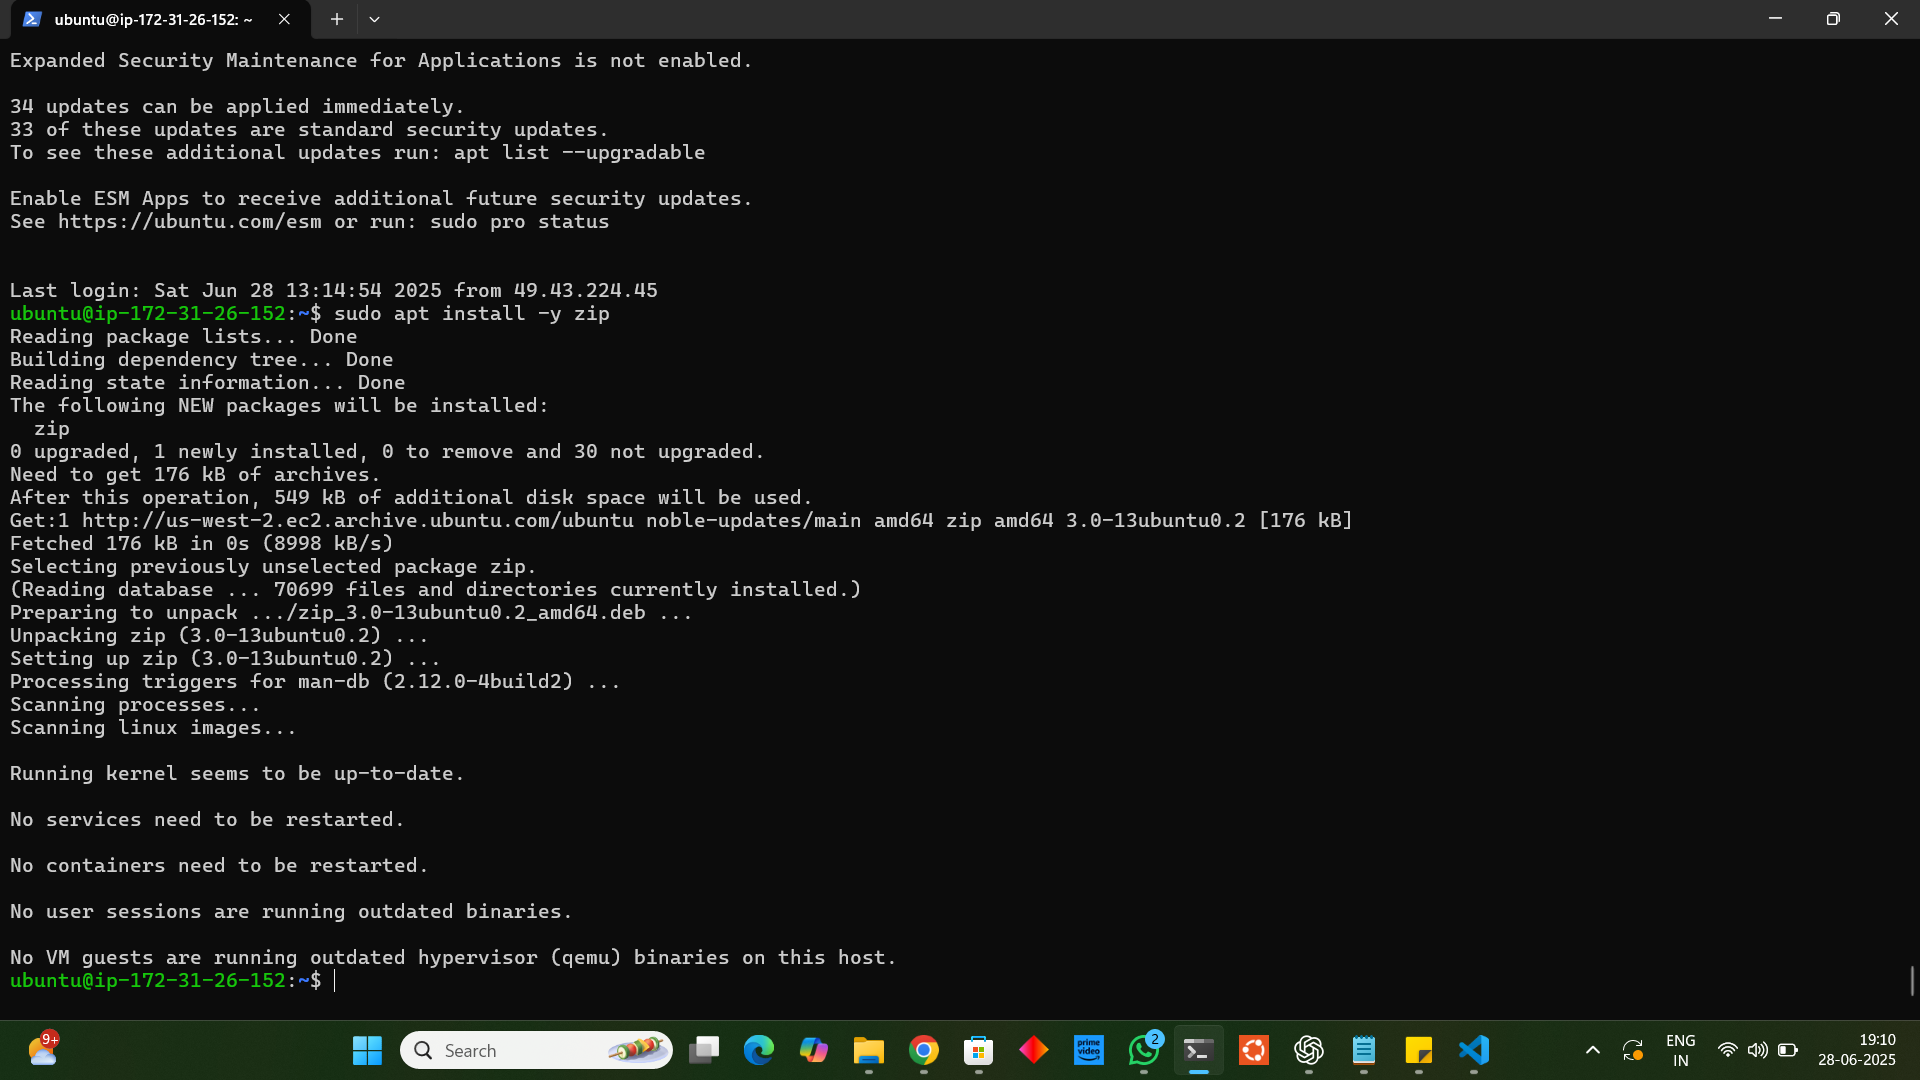 ubuntu@ip-172-31-26-152: ~
Expanded Security Maintenance for Applications is not enabled.
34 updates can be applied immediately.
33 of these updates are standard security updates.
To see these additional updates run: apt list --upgradable
Enable ESM Apps to receive additional future security updates.
See https://ubuntu.com/esm or run: sudo pro status
Last login: Sat Jun 28 13:14:54 2025 from 49.43.224.45
ubuntu@ip-172-31-26-152:~$ sudo apt install -y zip
Reading package lists... Done
Building dependency tree... Done
Reading state information... Done
The following NEW packages will be installed:
  zip
0 upgraded, 1 newly installed, 0 to remove and 30 not upgraded.
Need to get 176 kB of archives.
After this operation, 549 kB of additional disk space will be used.
Get:1 http://us-west-2.ec2.archive.ubuntu.com/ubuntu noble-updates/main amd64 zip amd64 3.0-13ubuntu0.2 [176 kB]
Fetched 176 kB in 0s (8998 kB/s)
Selecting previously unselected package zip.
(Reading database ... 70699 files and directories currently installed.)
Preparing to unpack .../zip_3.0-13ubuntu0.2_amd64.deb ...
Unpacking zip (3.0-13ubuntu0.2) ...
Setting up zip (3.0-13ubuntu0.2) ...
Processing triggers for man-db (2.12.0-4build2) ...
Scanning processes...
Scanning linux images...
Running kernel seems to be up-to-date.
No services need to be restarted.
No containers need to be restarted.
No user sessions are running outdated binaries.
No VM guests are running outdated hypervisor (qemu) binaries on this host.
ubuntu@ip-172-31-26-152:~$
9+
Search
prime video
2
ENG
IN
19:10
28-06-2025